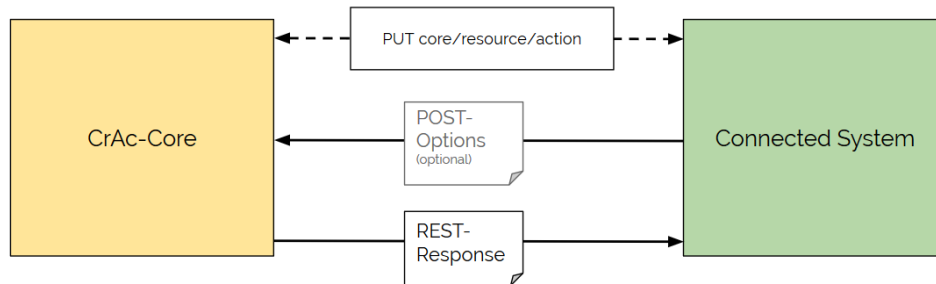 PUT core/resource/action
CrAc-Core
POST-
Options
(optional)
Connected System
REST-
Response